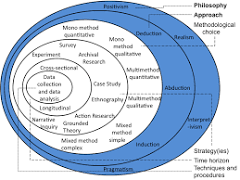 Positivism
Philosophy
Approach
Methodological
choice
Mono method
quantitative
Deduction
Realism
Survey
Mono
method
qualitative
Experiment
Archival
Research
Cross-sectional
Multimethod
quantitative
Data
collection
and data
analysis
Case Study
Abduction
Longitudinal
Ethnography
Multimethod
qualitative
Narrative
Inquiry
Action Research
Grounded
Theory
Mixed
method
simple
Interpret
-ivision
Mixed method
complex
Induction
Strategy(ies)
Time horizon
Pragmatism
Techniques and
procedures